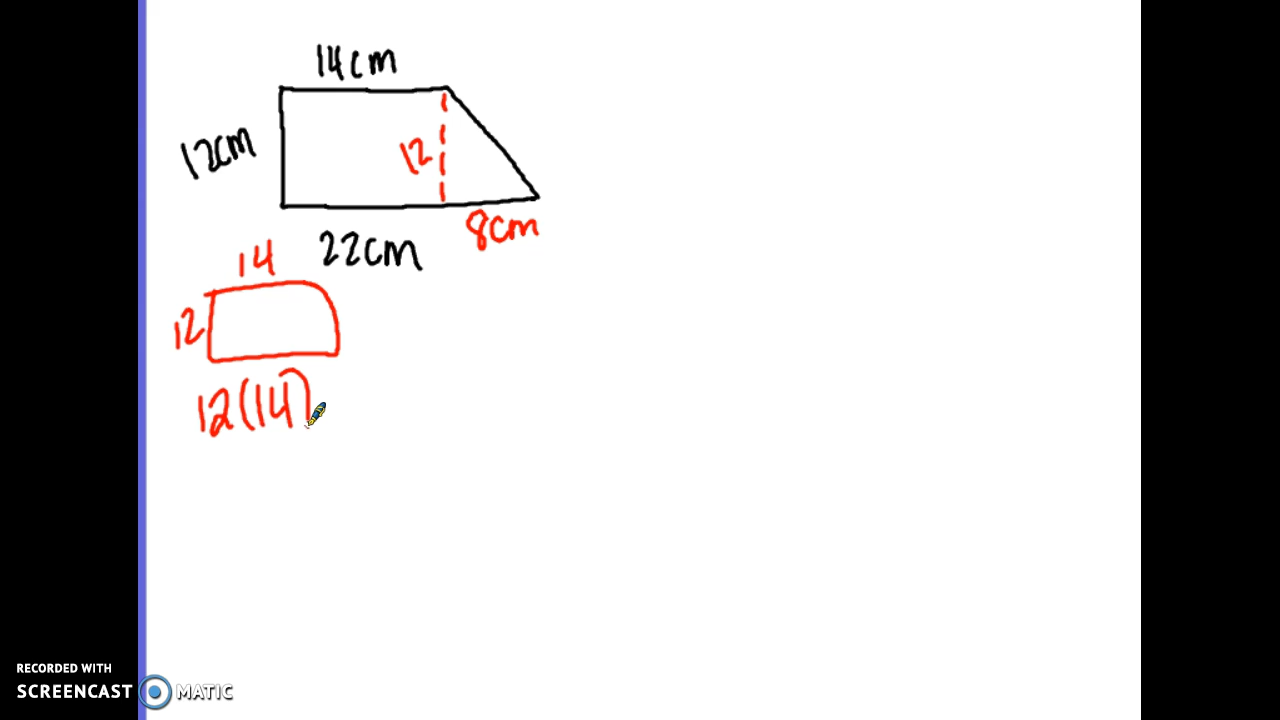 14cm
12cm
12
8cm
22cm
14
12
12(14)
RECORDED WITH
SCREENCAST MATIC